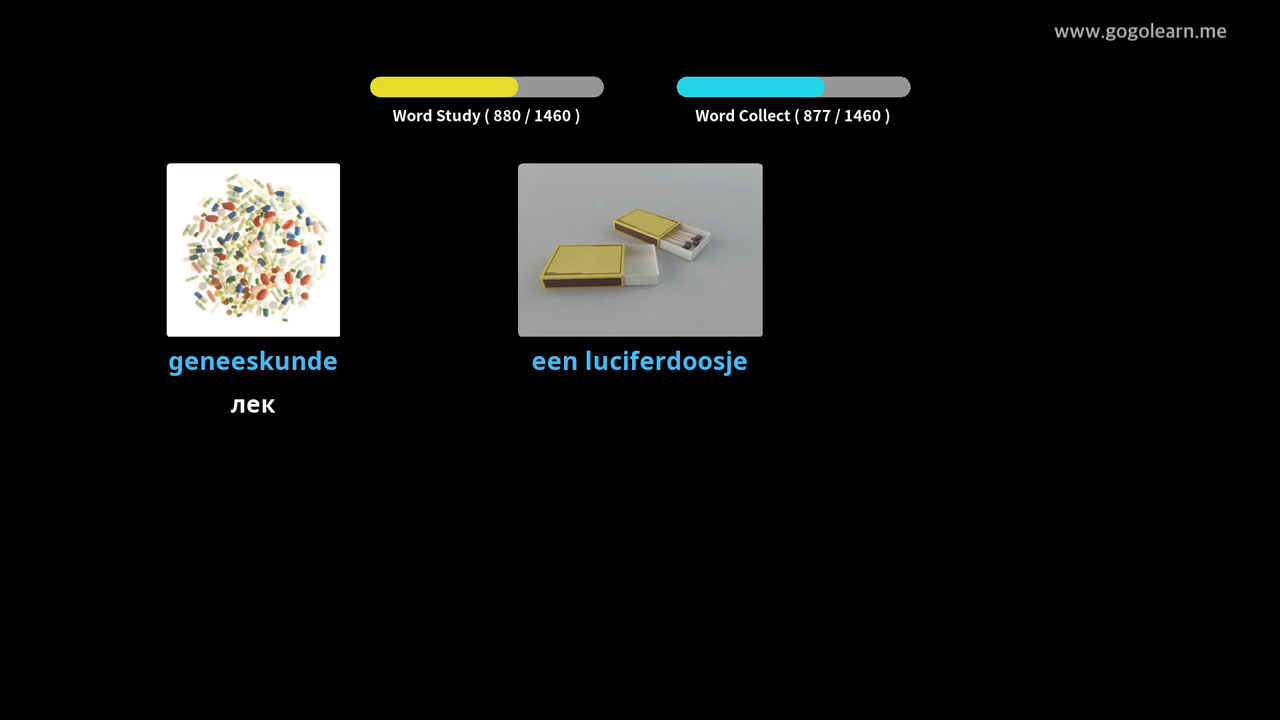 www.gogolearn.me
Word Study ( 880 / 1460 )
Word Collect ( 877 / 1460 )
geneeskunde
een luciferdoosje
лек